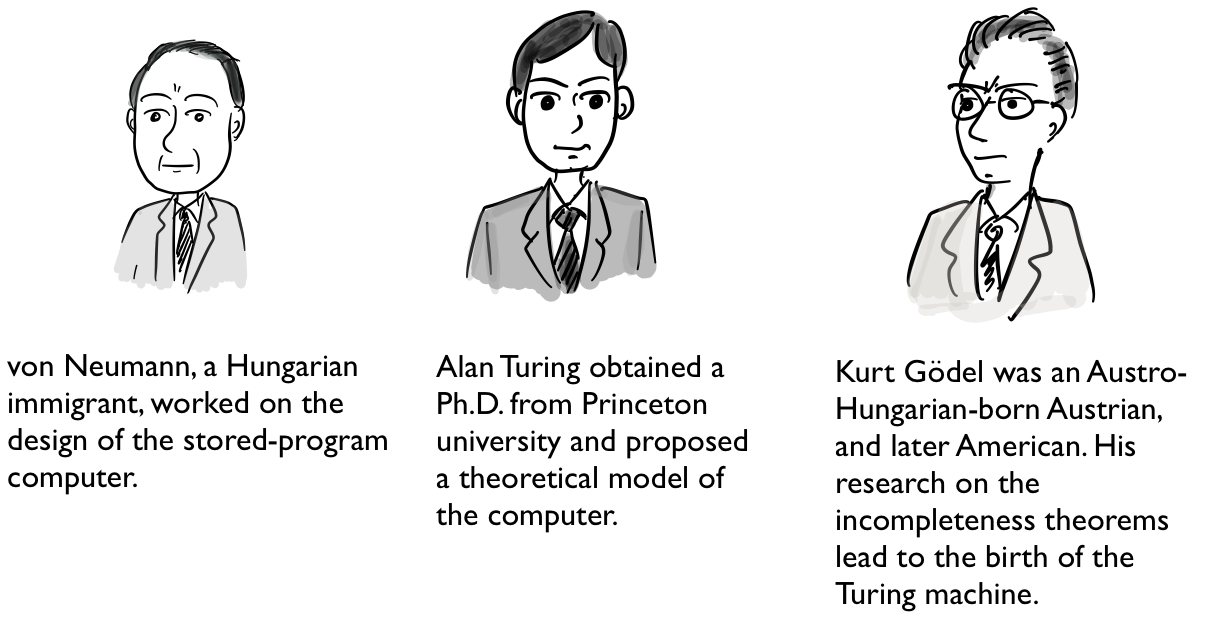 von Neumann, a Hungarian
immigrant, worked on the
design of the stored-program
computer.
Alan Turing obtained a
Ph.D. from Princeton
university and proposed
a theoretical model of
the computer.
Kurt Gödel was an Austro-
Hungarian-born Austrian,
and later American. His
research on the
incompleteness theorems
lead to the birth of the
Turing machine.